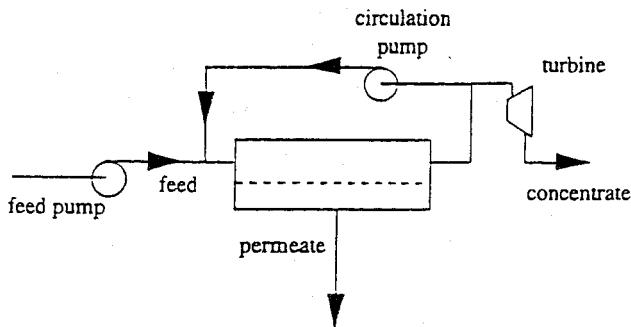 circulation
pump
turbine
feed pump
feed
concentrate
permeate